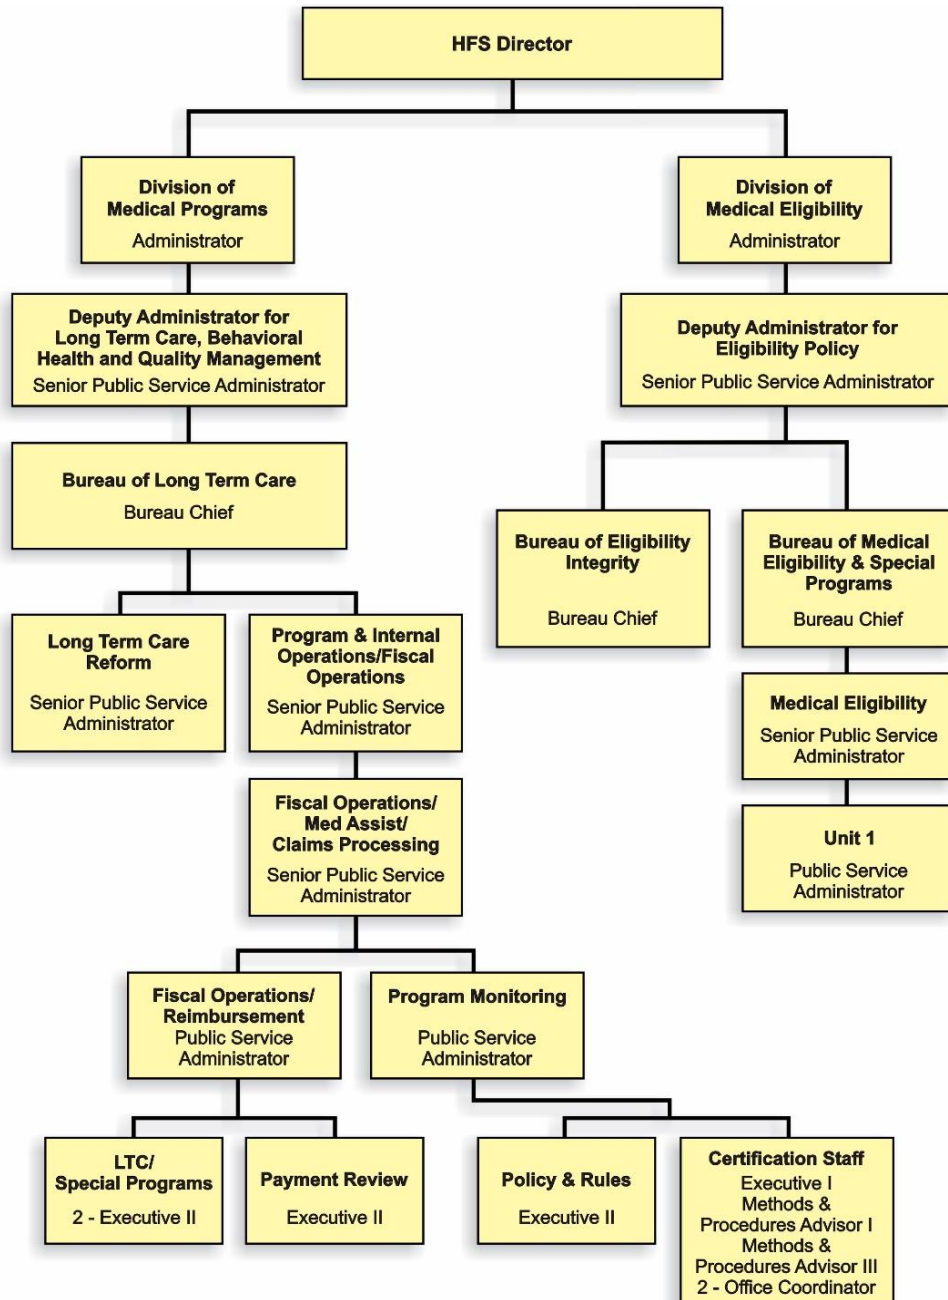 HFS Director
Division of
Medical Programs
Administrator
Division of
Medical Eligibility
Administrator
Deputy Administrator for
Long Term Care, Behavioral
Health and Quality Management
Senior Public Service Administrator
Deputy Administrator for
Eligibility Policy
Senior Public Service Administrator
Bureau of Long Term Care
Bureau Chief
Bureau of Eligibility
Integrity
Bureau Chief
Bureau of Medical
Eligibility & Special
Programs
Bureau Chief
Long Term Care
Reform
Senior Public Service
Administrator
Program & Internal
Operations/Fiscal
Operations
Senior Public Service
Administrator
Medical Eligibility
Senior Public Service
Administrator
Fiscal Operations/
Med Assist/
Claims Processing
Senior Public Service
Administrator
Unit 1
Public Service
Administrator
Fiscal Operations/
Reimbursement
Public Service
Administrator
Program Monitoring
Public Service
Administrator
LTC/
Special Programs
2 - Executive II
Payment Review
Executive II
Policy & Rules
Executive II
Certification Staff
Executive I
Methods &
Procedures Advisor I
Methods &
Procedures Advisor III
2 - Office Coordinator